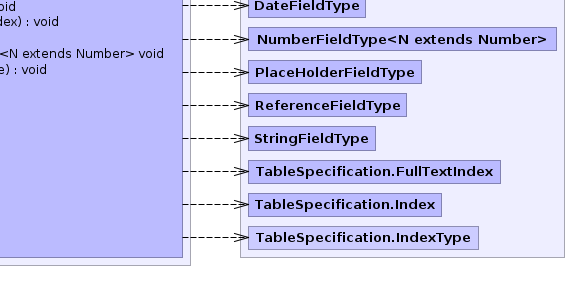 void
dex) : void
<N extends Number> void
e) : void
DateFieldType
NumberFieldType<N extends Number>
PlaceHolderFieldType
ReferenceFieldType
StringFieldType
TableSpecification.FullTextIndex
TableSpecification.Index
TableSpecification.IndexType